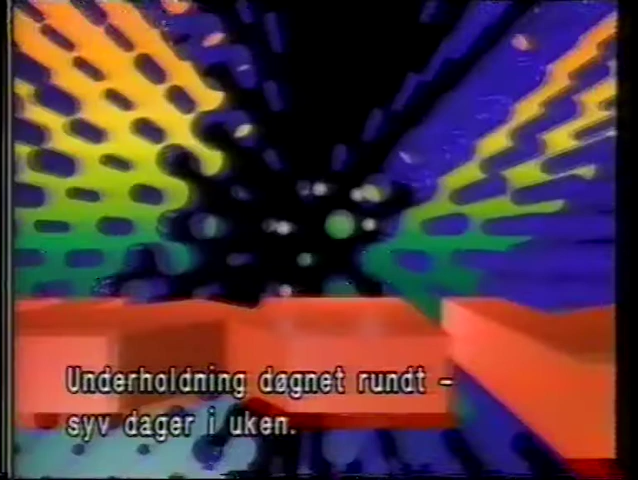 Underholdning døgnet rundt –
syv dager i uken.